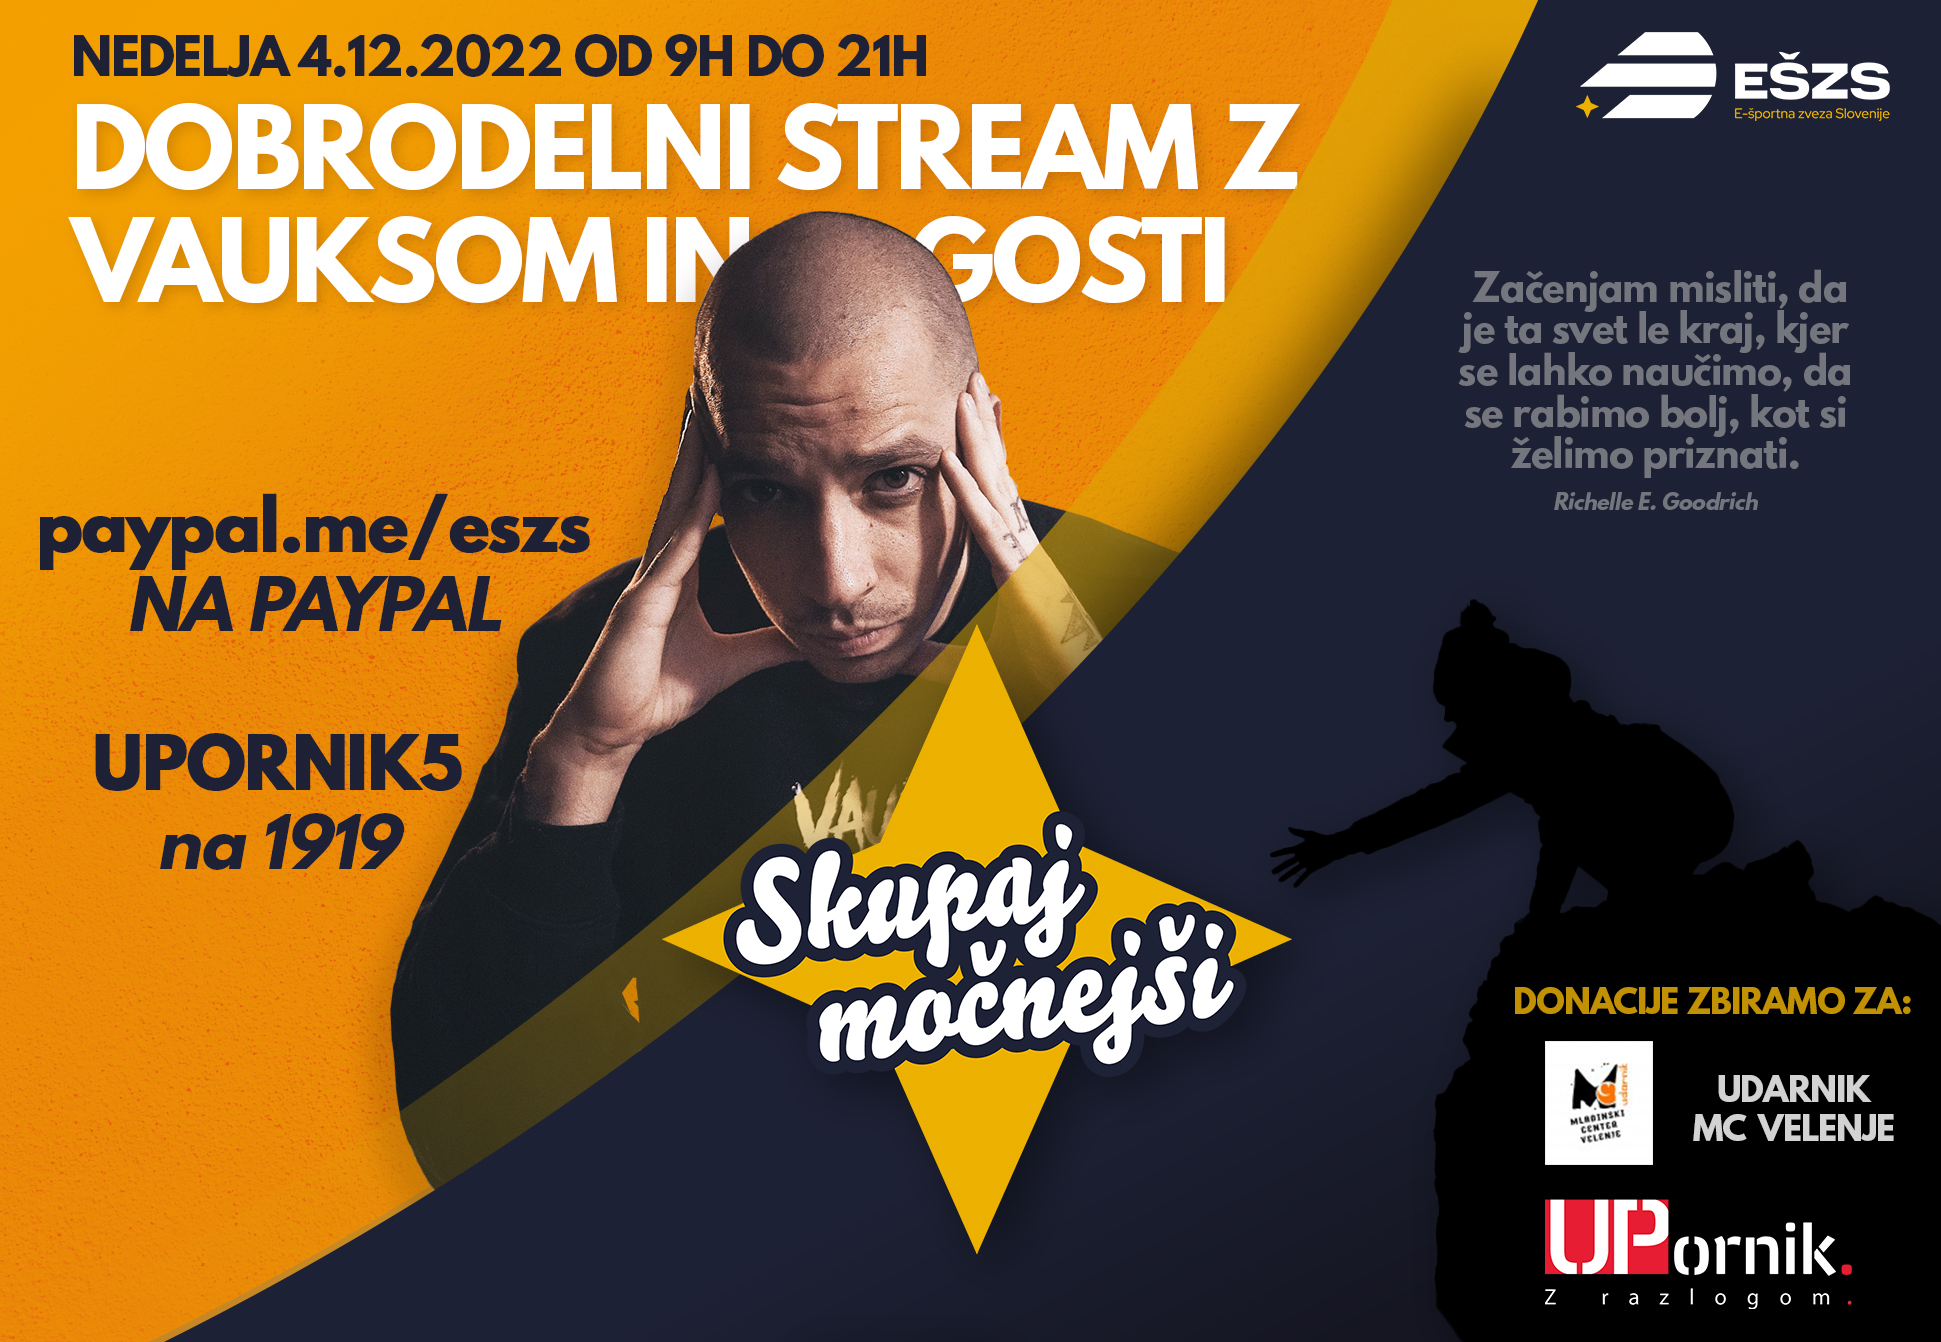 NEDELJA 4.12.2022 OD 9H DO 21H
DOBRODELNI STREAM Z
VAUKSOM IN GOSTI
EŠZS
E-športna zveza Slovenije
Začenjam misliti, da
je ta svet le kraj, kjer
se lahko naučimo, da
se rabimo bolj, kot si
želimo priznati.
Richelle E. Goodrich
paypal.me/eszs
NA PAYPAL
UPORNIK5
na 1919
Skupaj
močnejši
DONACIJE ZBIRAMO ZA:
MC udarnik
MLADINSKI
CENTER
VELENJE
UDARNIK
MC VELENJE
UPornik.
Z razlogom.